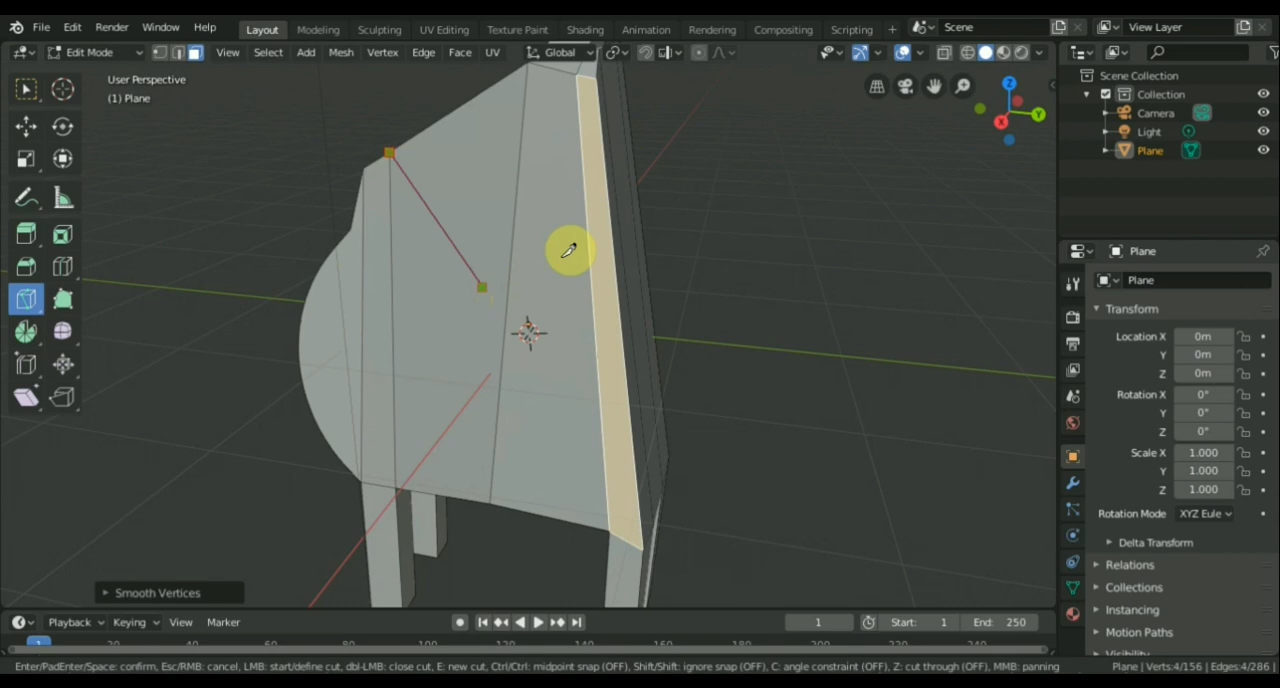 File Edit Render Window Help Layout Modeling Sculpting UV Editing Texture Paint Shading Animation Rendering Compositing Scripting + Scene View Layer
Edit Mode View Select Add Mesh Vertex Edge Face UV Global
User Perspective
(1) Plane
Z
Y
X
Scene Collection
Collection
Camera
Light
Plane
Plane
Plane
Transform
Location X 0m
Y 0m
Z 0m
Rotation X 0°
Y 0°
Z 0°
Scale X 1.000
Y 1.000
Z 1.000
Rotation Mode XYZ Eule
Delta Transform
Relations
Collections
Instancing
Motion Paths
Visibility
Smooth Vertices
Playback Keying View Marker 1 Start: 1 End: 250
1 20 40 60 80 100 120 140 160 180 200 220 240
Enter/PadEnter/Space: confirm, Esc/RMB: cancel, LMB: start/define cut, dbl-LMB: close cut, E: new cut, Ctrl/Ctrl: midpoint snap (OFF), Shift/Shift: ignore snap (OFF), C: angle constraint (OFF), Z: cut through (OFF), MMB: panning Plane | Verts:4/156 | Edges:4/286 |